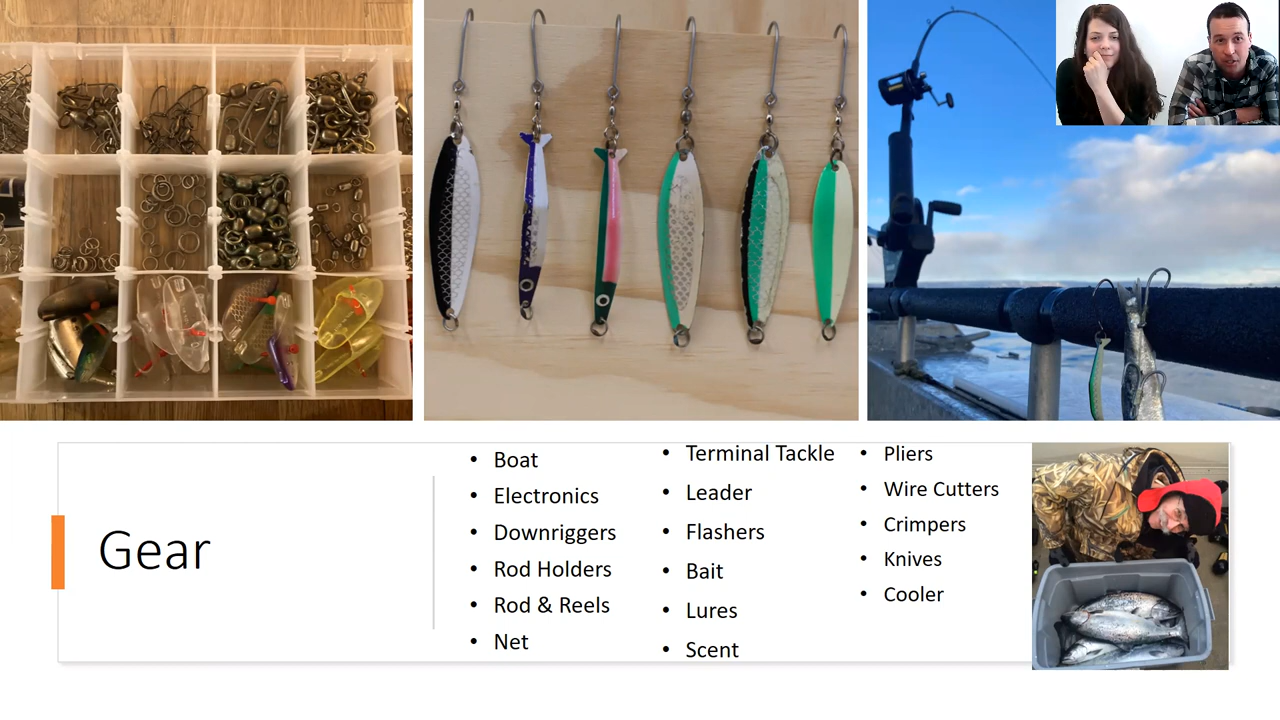 Gear
• Boat
• Electronics
• Downriggers
• Rod Holders
• Rod & Reels
• Net
• Terminal Tackle
• Leader
• Flashers
• Bait
• Lures
• Scent
• Pliers
• Wire Cutters
• Crimpers
• Knives
• Cooler